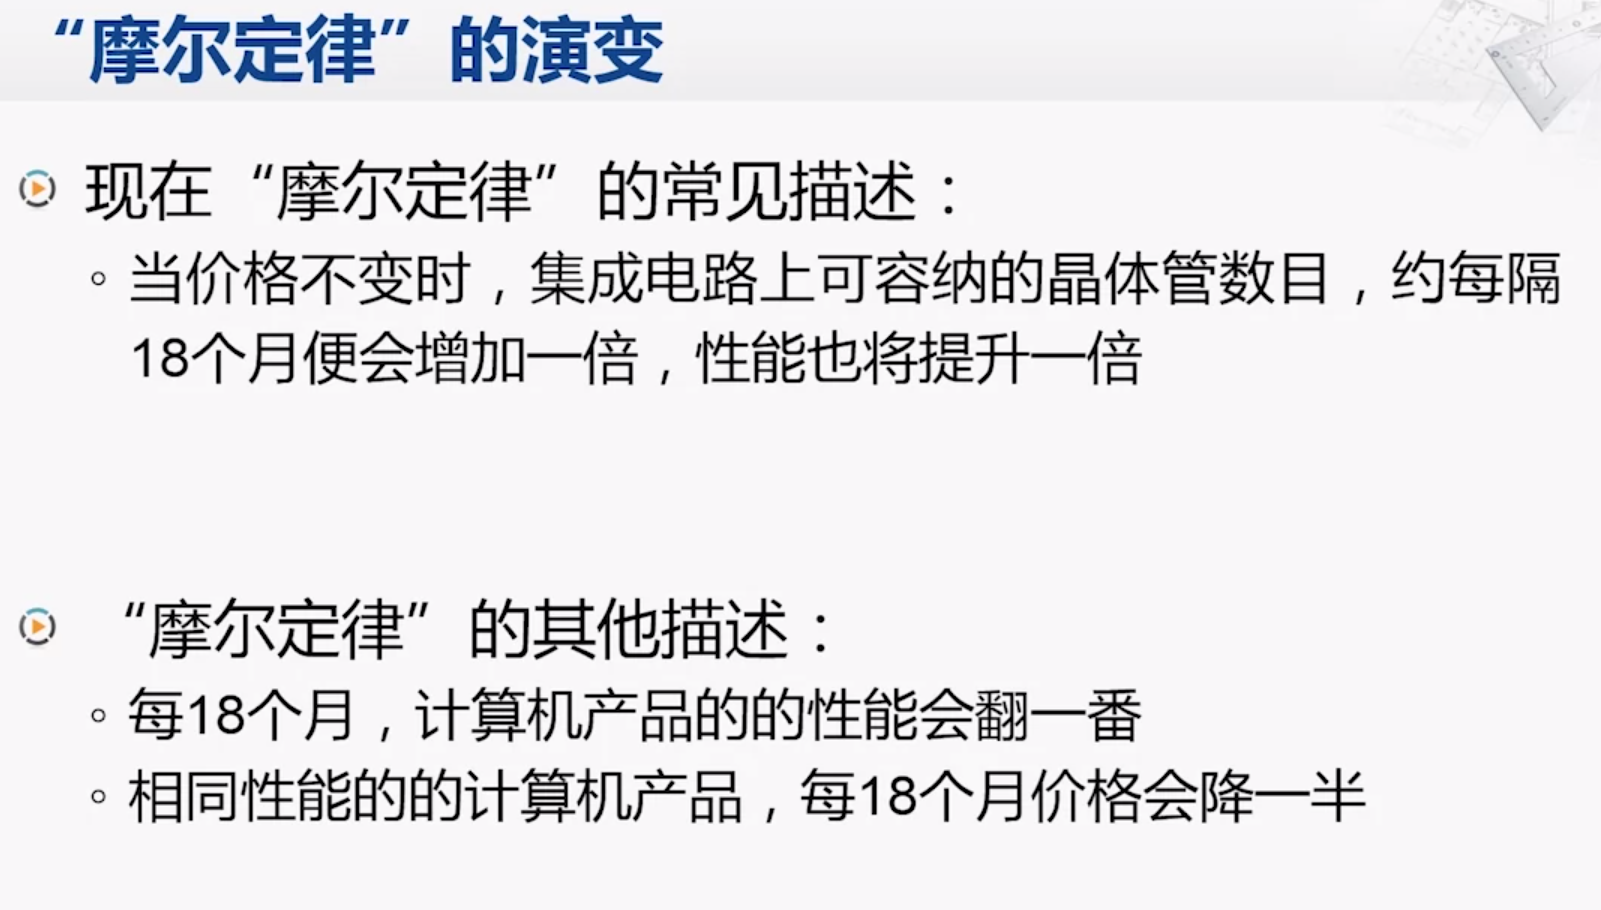 “摩尔定律”的演变
现在“摩尔定律”的常见描述：
当价格不变时，集成电路上可容纳的晶体管数目，约每隔
18个月便会增加一倍，性能也将提升一倍
“摩尔定律”的其他描述：
每18个月，计算机产品的的性能会翻一番
相同性能的的计算机产品，每18个月价格会降一半